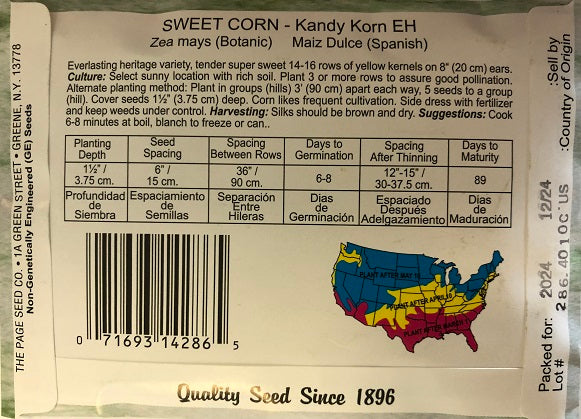 SWEET CORN - Kandy Korn EH
Zea mays (Botanic) Maiz Dulce (Spanish)
Everlasting heritage variety, tender super sweet 14-16 rows of yellow kernels on 8" (20 cm) ears.
Culture: Select sunny location with rich soil. Plant 3 or more rows to assure good pollination.
Alternate planting method: Plant in groups (hills) 3' (90 cm) apart each way, 5 seeds to a group
(hill). Cover seeds 1½" (3.75 cm) deep. Corn likes frequent cultivation. Side dress with fertilizer
and keep weeds under control. Harvesting: Silks should be brown and dry. Suggestions: Cook
6-8 minutes at boil, blanch to freeze or can..
Planting Depth Seed Spacing Spacing Between Rows Days to Germination Spacing After Thinning Days to Maturity
1½" / 3.75 cm. 6" / 15 cm. 36" / 90 cm. 6-8 12"-15" / 30-37.5 cm. 89
Profundidad de Siembra Espaciamiento de Semillas Separación Entre Hileras Dias de Germinación Espaciado Después Adelgazamiento Dias de Maduración
PLANT AFTER MAY 10
PLANT AFTER APRIL 10
PLANT AFTER MARCH
0 71693 14286 5
Quality Seed Since 1896
THE PAGE SEED CO. • 1A GREEN STREET • GREENE, N.Y. 13778
Non-Genetically Engineered (GE) Seeds
Packed for: 2024 12/24 :Sell by
Lot # 286.4010C US :Country of Origin